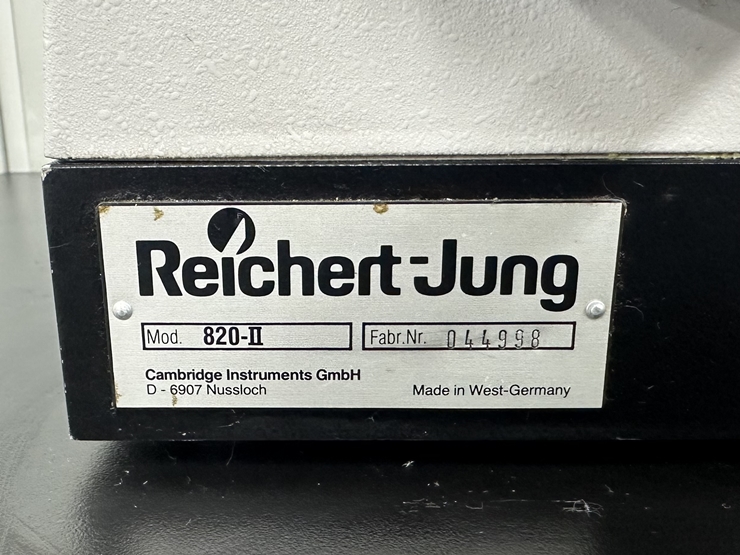 Reichert-Jung
Mod. 820-II
Fabr.Nr. 044998
Cambridge Instruments GmbH
D - 6907 Nussloch
Made in West-Germany